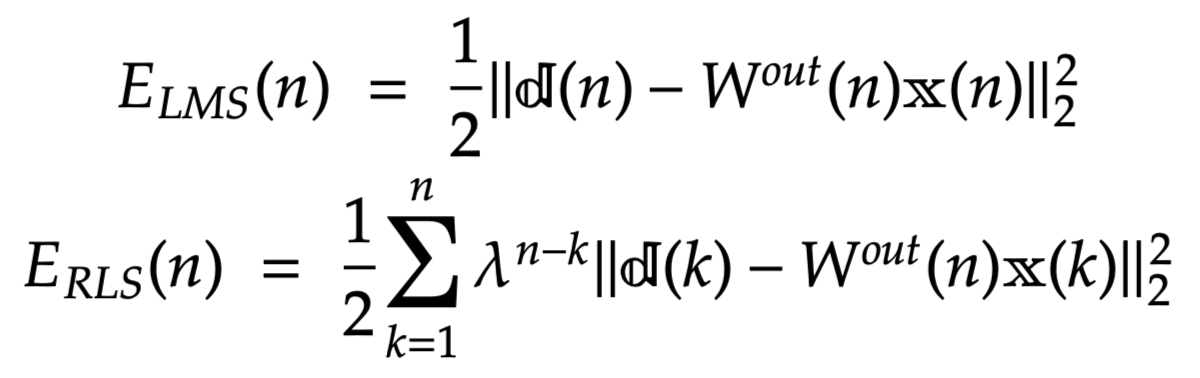 $E_{LMS}(n) = \frac{1}{2}\|\mathbb{d}(n) - W^{out}(n)\mathbb{x}(n)\|_2^2$
$E_{RLS}(n) = \frac{1}{2}\sum_{k=1}^{n} \lambda^{n-k}\|\mathbb{d}(k) - W^{out}(n)\mathbb{x}(k)\|_2^2$